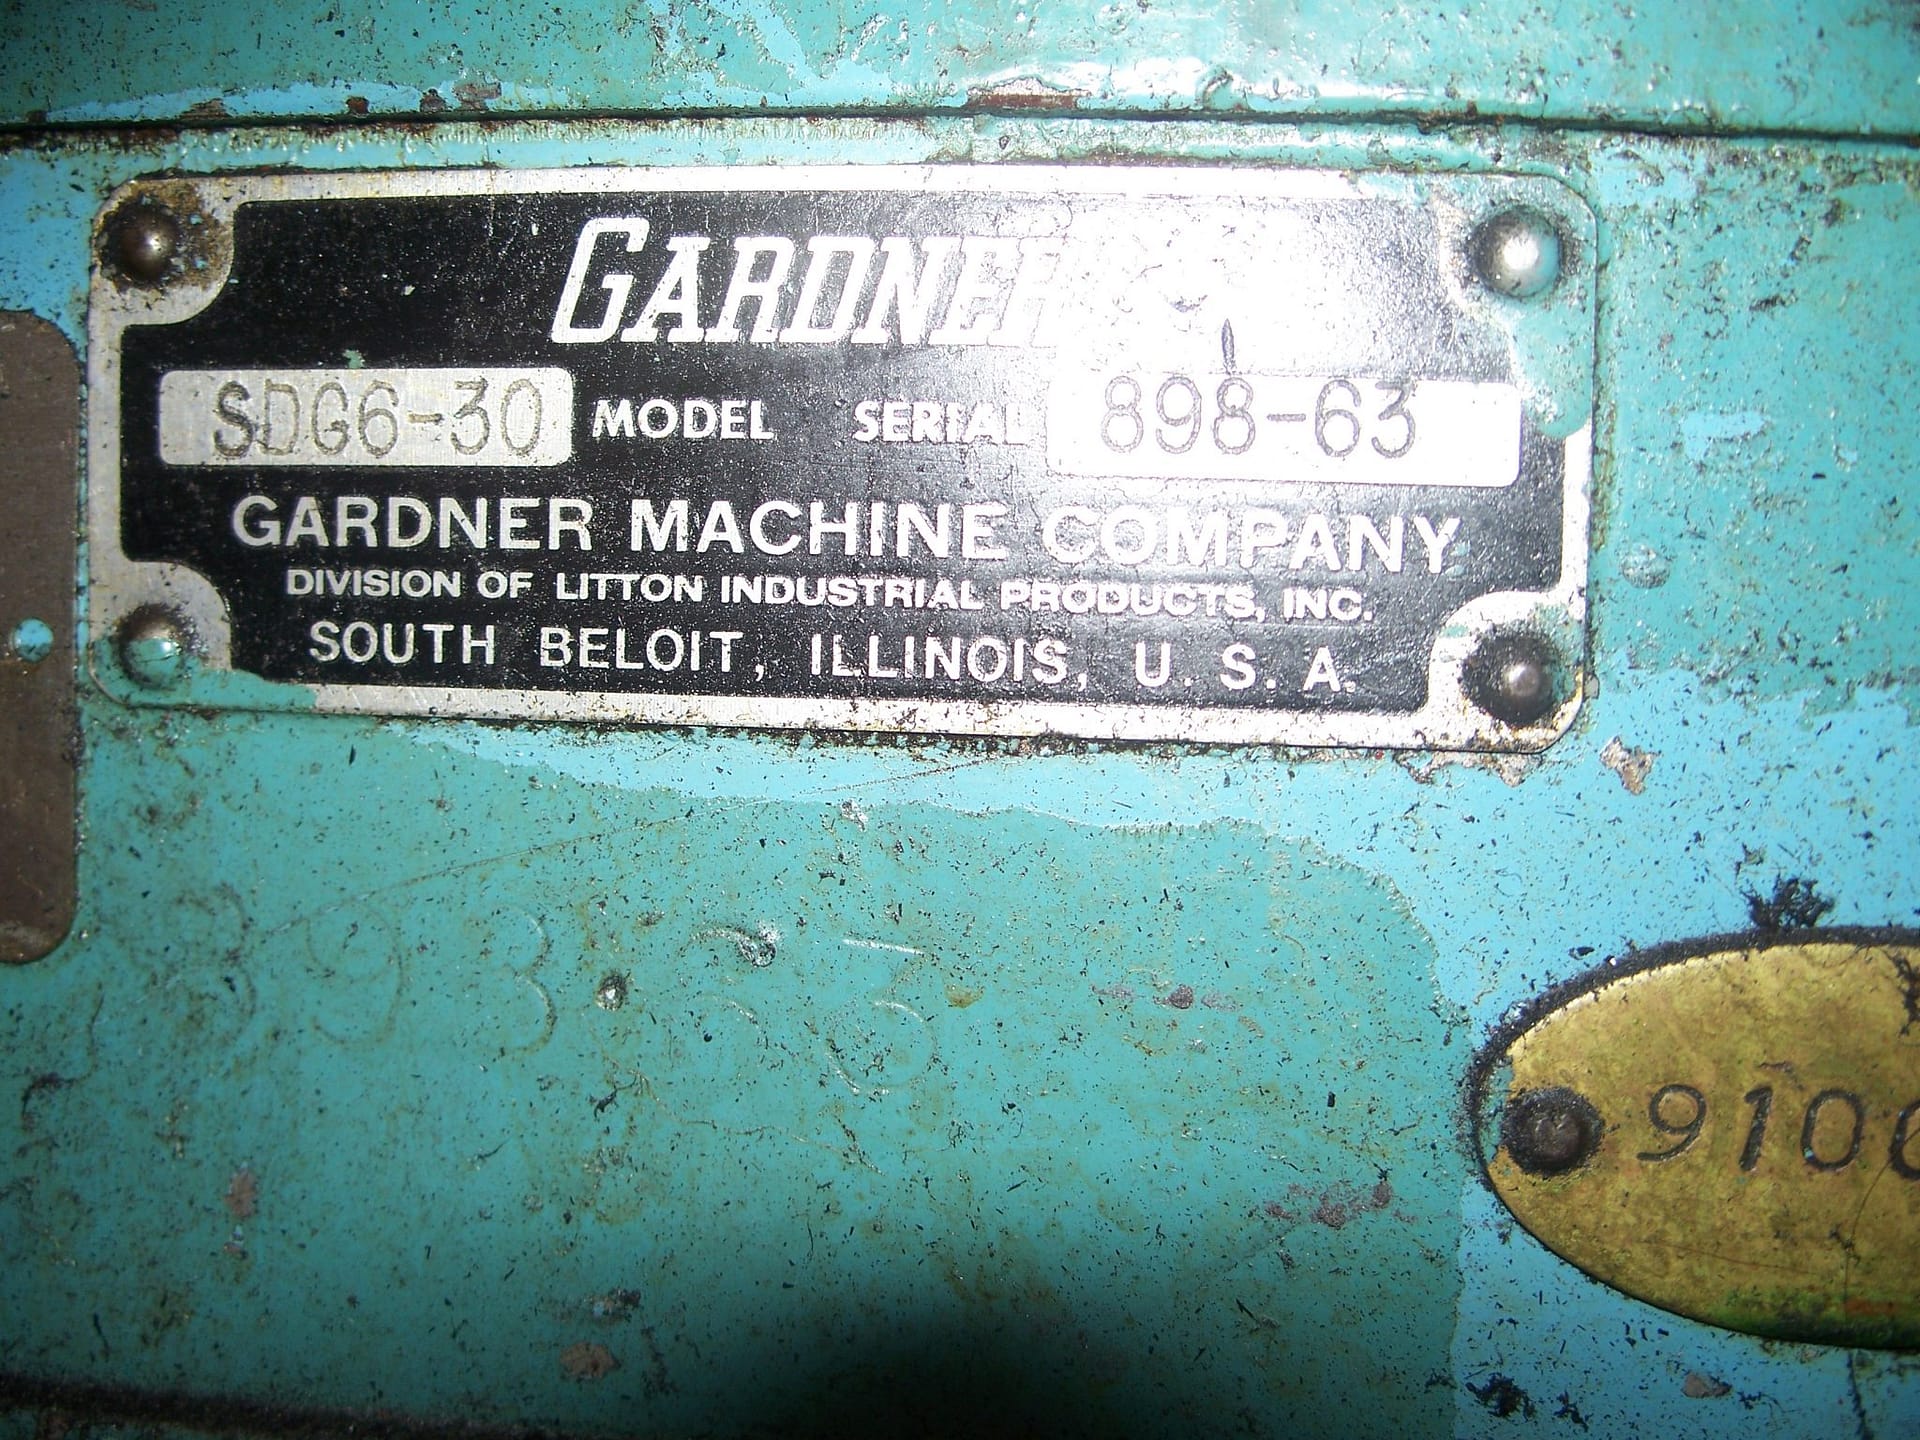 GARDNER
SDG6-30 MODEL SERIAL 898-63
GARDNER MACHINE COMPANY
DIVISION OF LITTON INDUSTRIAL PRODUCTS, INC.
SOUTH BELOIT, ILLINOIS, U. S. A.